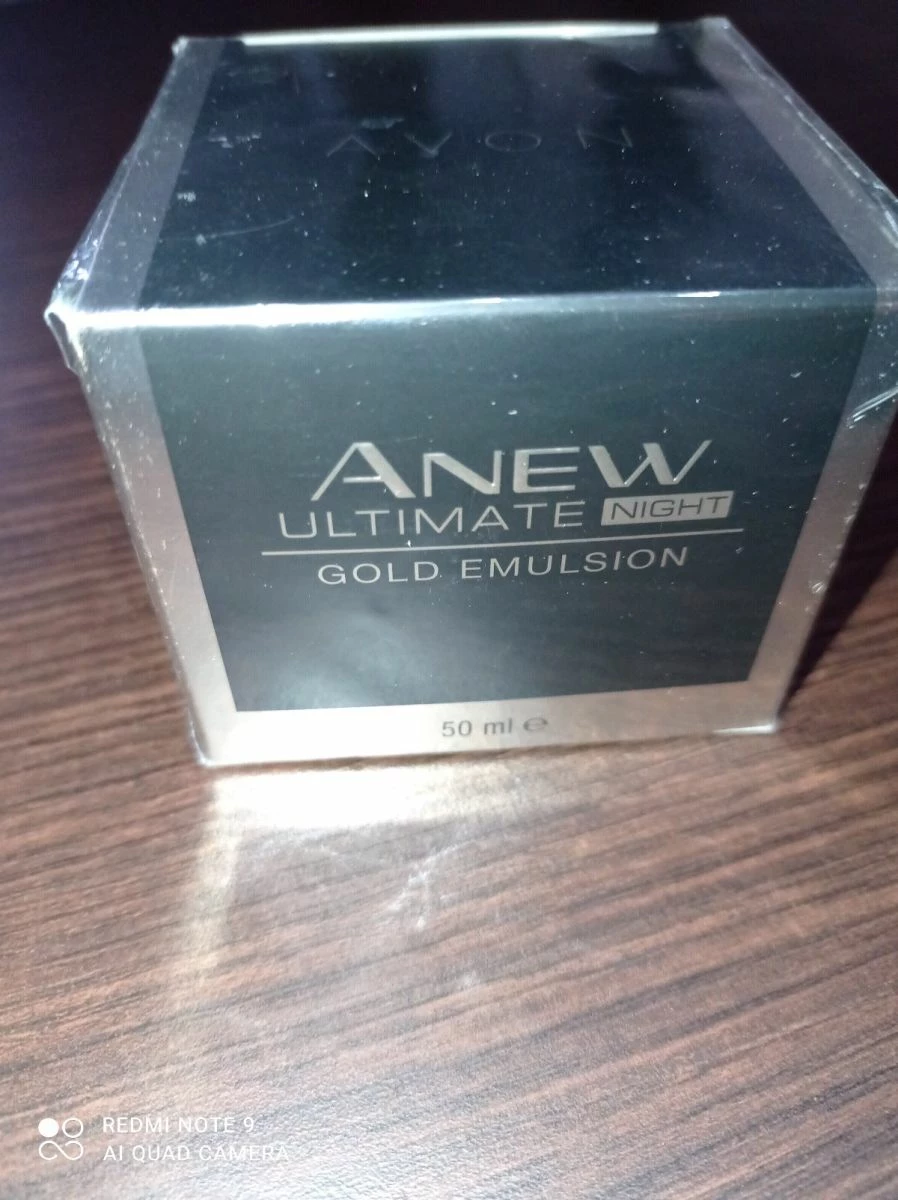 AVON
ANEW
ULTIMATE NIGHT
GOLD EMULSION
50 ml ℮
REDMI NOTE 9
AI QUAD CAMERA